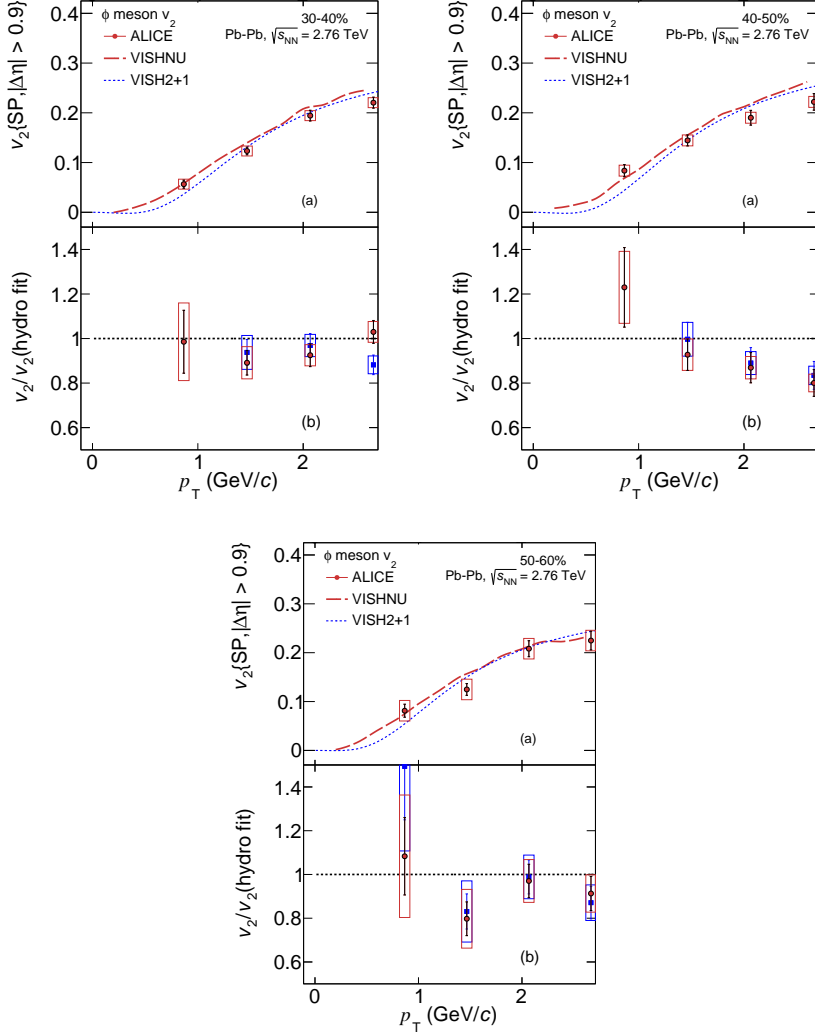 ϕ meson v2
30-40%
ALICE
Pb-Pb, √sNN = 2.76 TeV
VISHNU
VISH2+1
v2{SP,|Δη| > 0.9}
0.4
0.3
0.2
0.1
0
(a)
v2/v2(hydro fit)
1.4
1.2
1
0.8
0.6
(b)
0 1 2
pT (GeV/c)
ϕ meson v2
40-50%
ALICE
Pb-Pb, √sNN = 2.76 TeV
VISHNU
VISH2+1
v2{SP,|Δη| > 0.9}
0.4
0.3
0.2
0.1
0
(a)
v2/v2(hydro fit)
1.4
1.2
1
0.8
0.6
(b)
0 1 2
pT (GeV/c)
ϕ meson v2
50-60%
ALICE
Pb-Pb, √sNN = 2.76 TeV
VISHNU
VISH2+1
v2{SP,|Δη| > 0.9}
0.4
0.3
0.2
0.1
0
(a)
v2/v2(hydro fit)
1.4
1.2
1
0.8
0.6
(b)
0 1 2
pT (GeV/c)